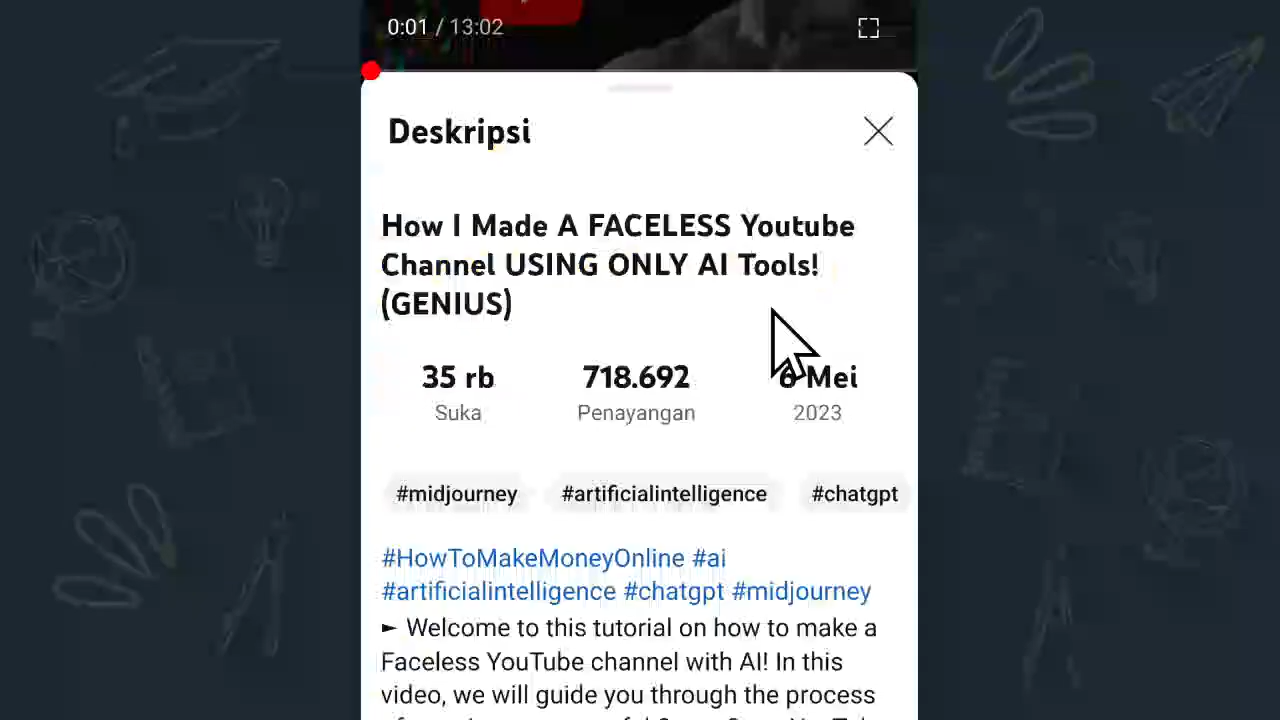 0:01 / 13:02
Deskripsi
How I Made A FACELESS Youtube
Channel USING ONLY AI Tools!
(GENIUS)
35 rb 718.692 6 Mei
Suka Penayangan 2023
#midjourney #artificialintelligence #chatgpt
#HowToMakeMoneyOnline #ai
#artificialintelligence #chatgpt #midjourney
► Welcome to this tutorial on how to make a
Faceless YouTube channel with AI! In this
video, we will guide you through the process